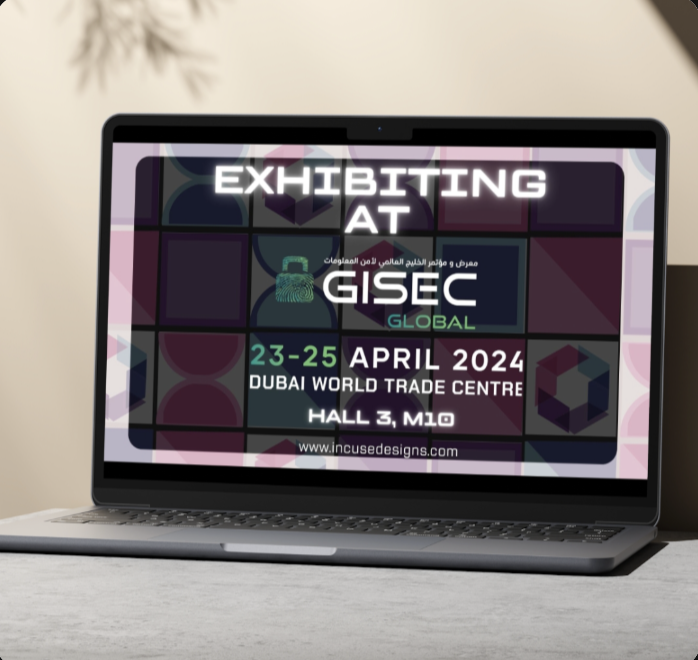 EXHIBITING
AT
معرض و مؤتمر الخليج العالمي لأمن المعلومات
GISEC
GLOBAL
23-25 APRIL 2024
DUBAI WORLD TRADE CENTRE
HALL 3, M10
www.incusedesigns.com